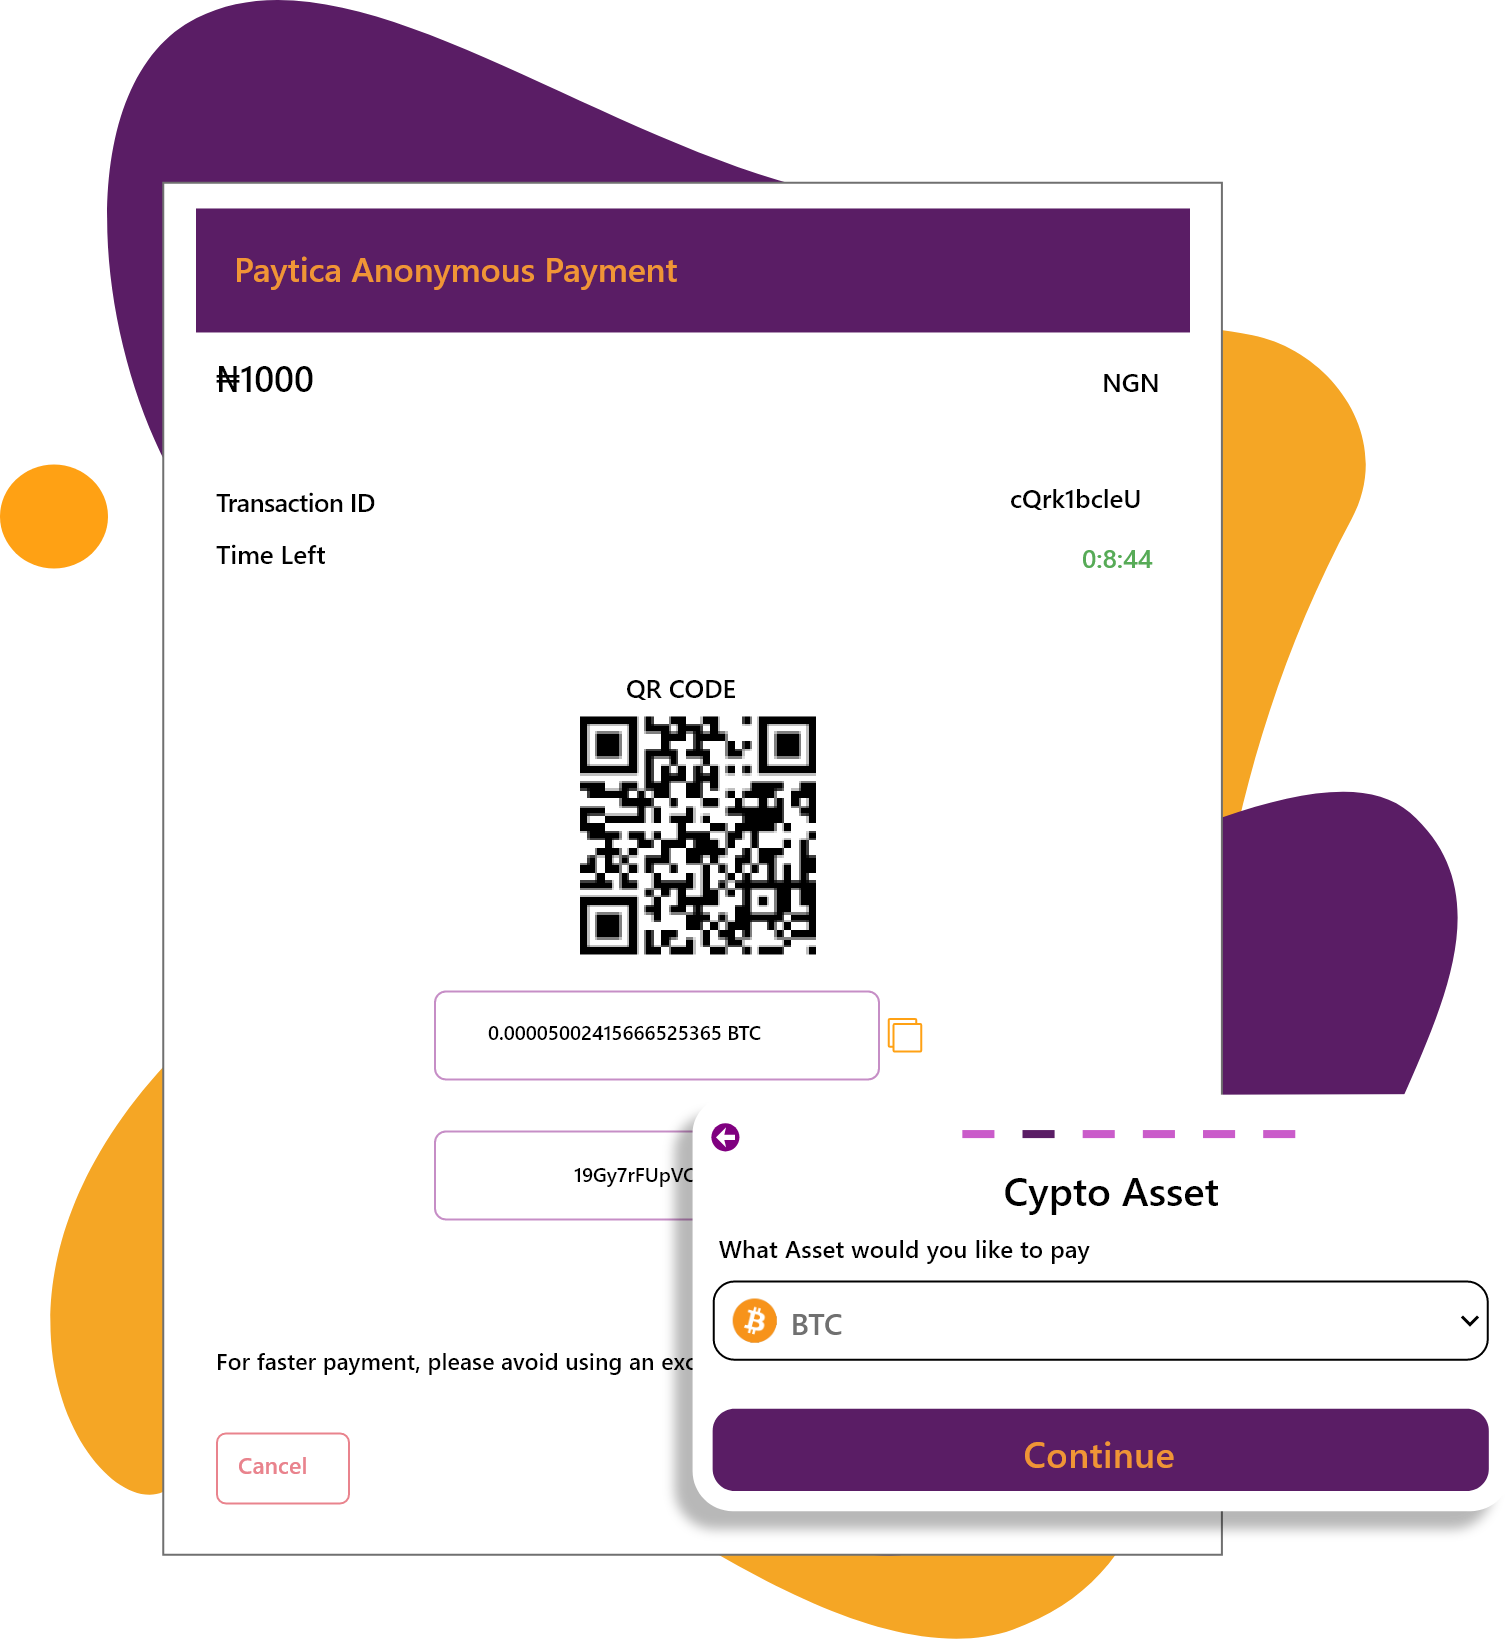 Paytica Anonymous Payment
₦1000
NGN
Transaction ID
cQrk1bcleU
Time Left
0:8:44
QR CODE
0.00005002415666525365 BTC
19Gy7rFUpVC
For faster payment, please avoid using an exc
Cancel
Cypto Asset
What Asset would you like to pay
BTC
Continue